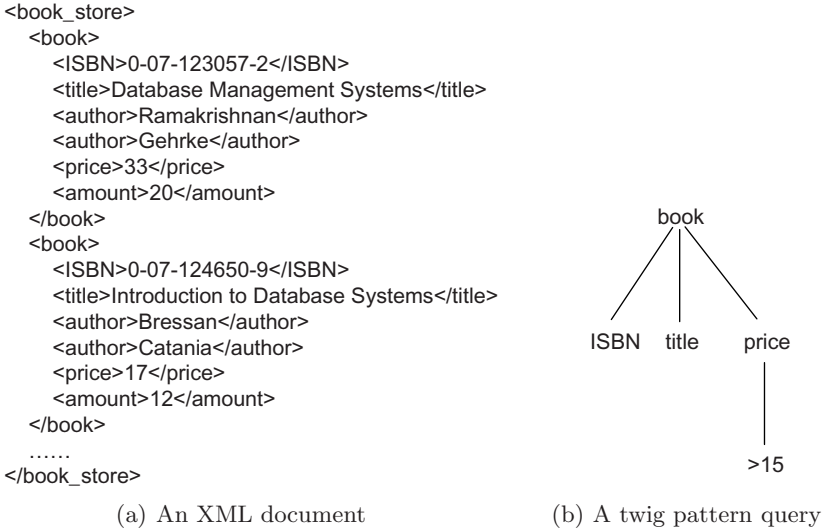 <book_store>
<book>
<ISBN>0-07-123057-2</ISBN>
<title>Database Management Systems</title>
<author>Ramakrishnan</author>
<author>Gehrke</author>
<price>33</price>
<amount>20</amount>
</book>
<book>
<ISBN>0-07-124650-9</ISBN>
<title>Introduction to Database Systems</title>
<author>Bressan</author>
<author>Catania</author>
<price>17</price>
<amount>12</amount>
</book>
……
</book_store>
(a) An XML document
book
ISBN title price
>15
(b) A twig pattern query